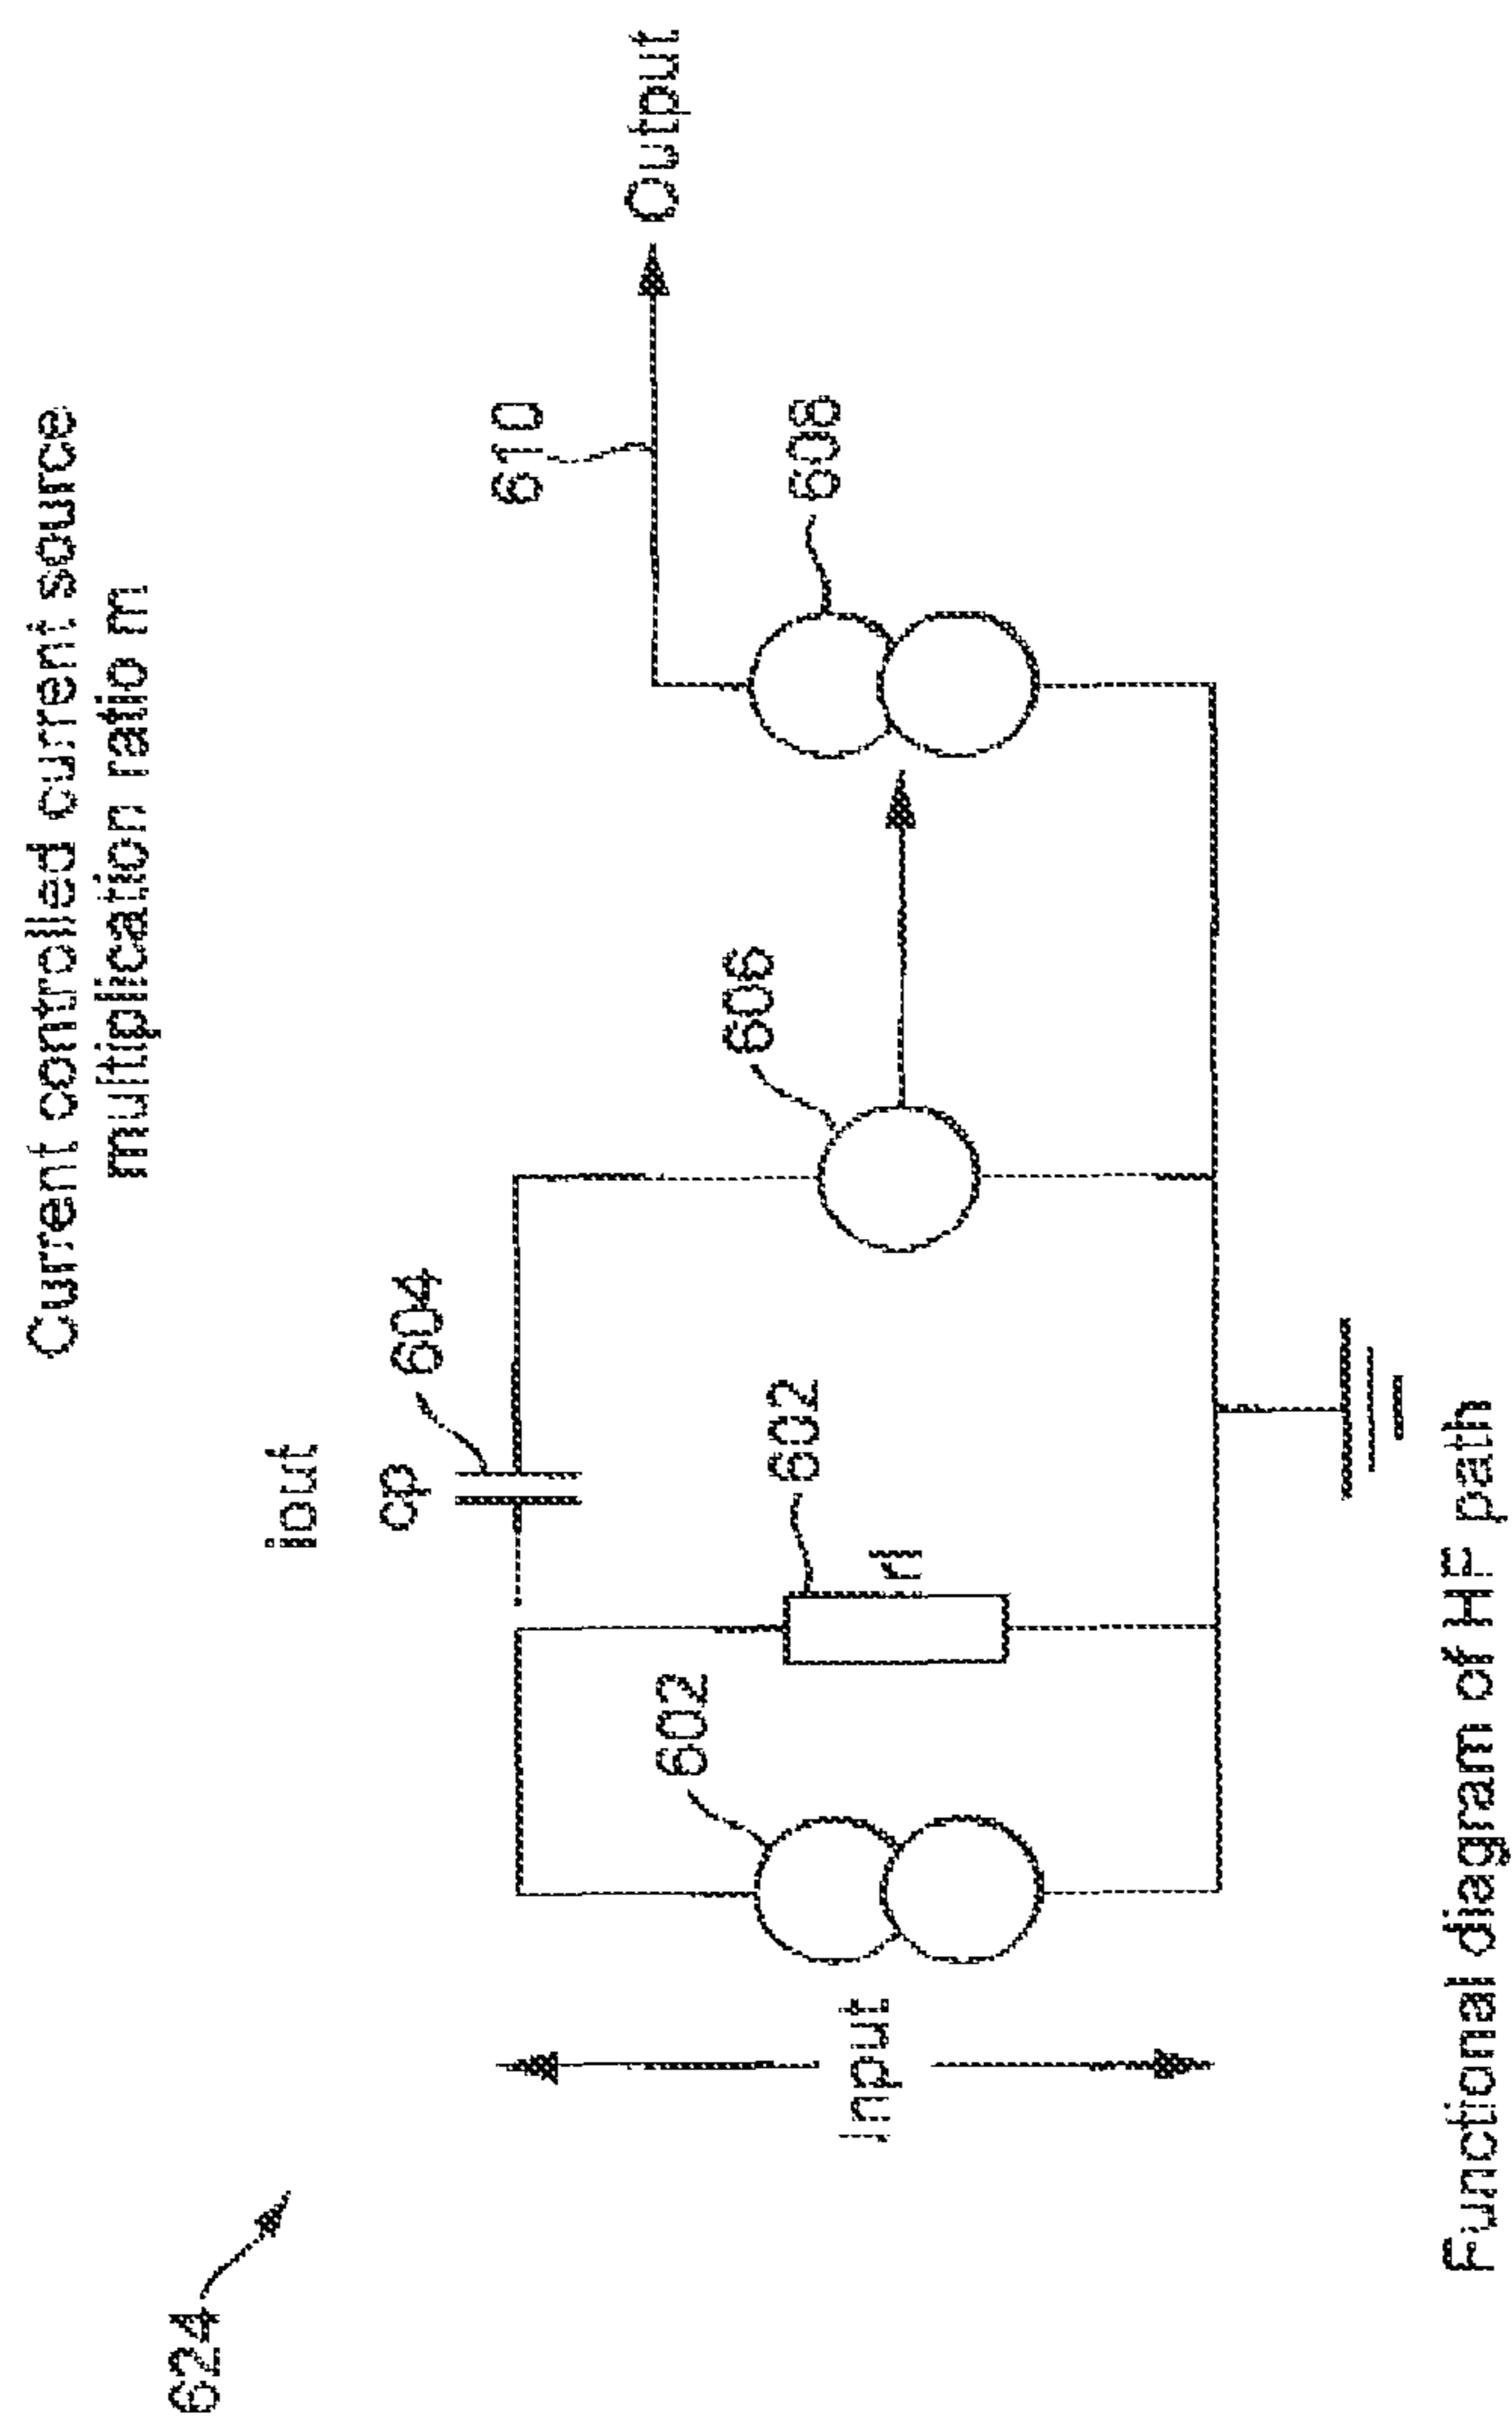 624
Current controlled current source
multiplication ratio m
iout
cp
604
610
Output
606
608
602
602
rl
Input
Functional diagram of HF path